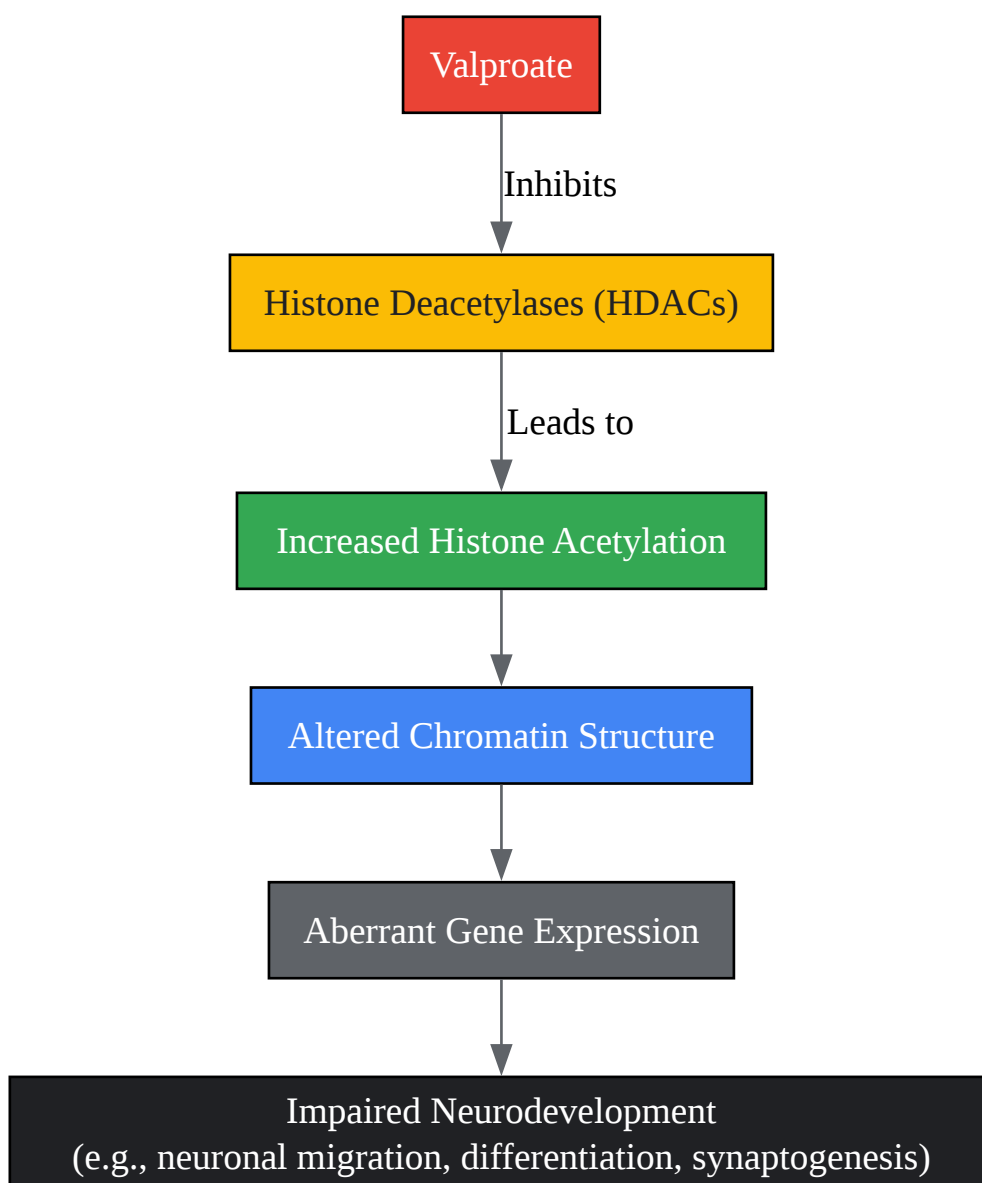 Valproate
Inhibits
Histone Deacetylases (HDACs)
Leads to
Increased Histone Acetylation
Altered Chromatin Structure
Aberrant Gene Expression
Impaired Neurodevelopment
(e.g., neuronal migration, differentiation, synaptogenesis)